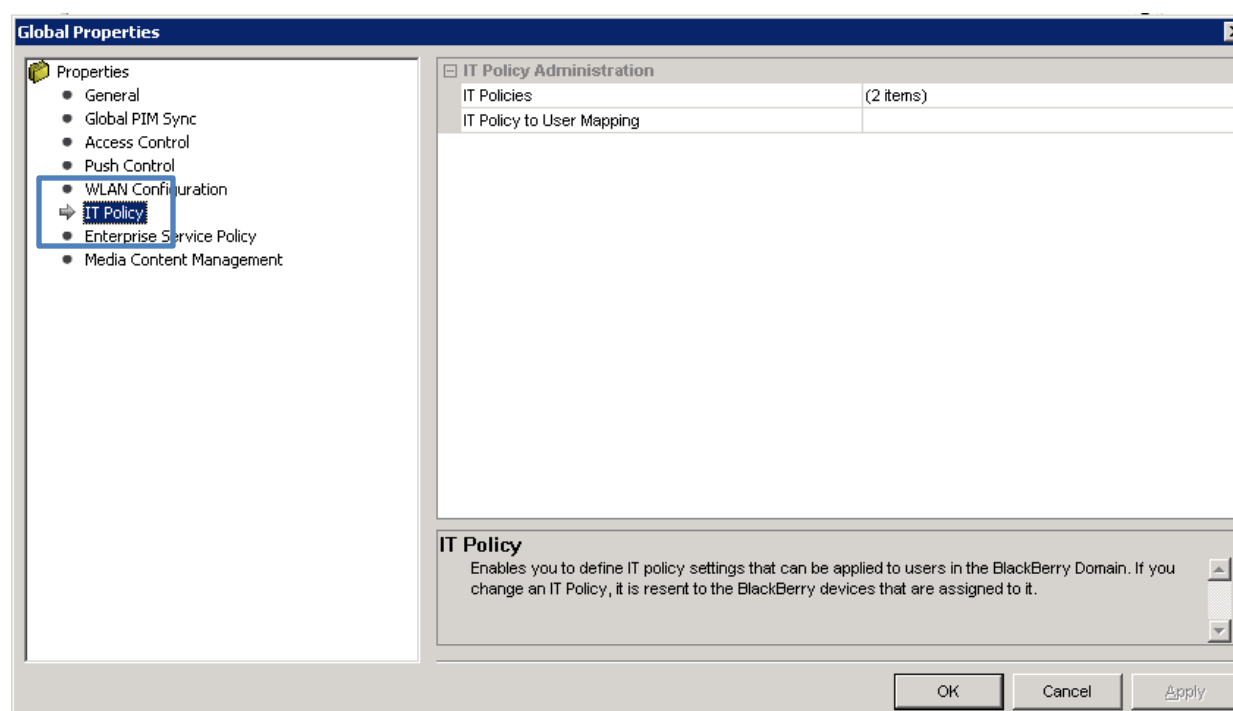 Global Properties
Properties
General
Global PIM Sync
Access Control
Push Control
WLAN Configuration
IT Policy
Enterprise Service Policy
Media Content Management
IT Policy Administration
IT Policies (2 items)
IT Policy to User Mapping
IT Policy
Enables you to define IT policy settings that can be applied to users in the BlackBerry Domain. If you
change an IT Policy, it is resent to the BlackBerry devices that are assigned to it.
OK Cancel Apply